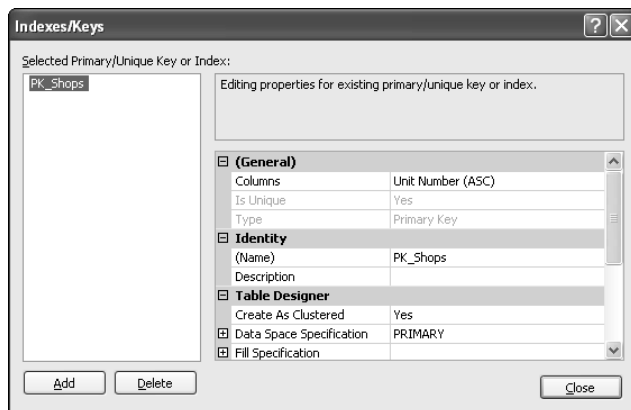 Indexes/Keys
Selected Primary/Unique Key or Index:
PK_Shops
Editing properties for existing primary/unique key or index.
(General)
Columns Unit Number (ASC)
Is Unique Yes
Type Primary Key
Identity
(Name) PK_Shops
Description
Table Designer
Create As Clustered Yes
Data Space Specification PRIMARY
Fill Specification
Add Delete Close